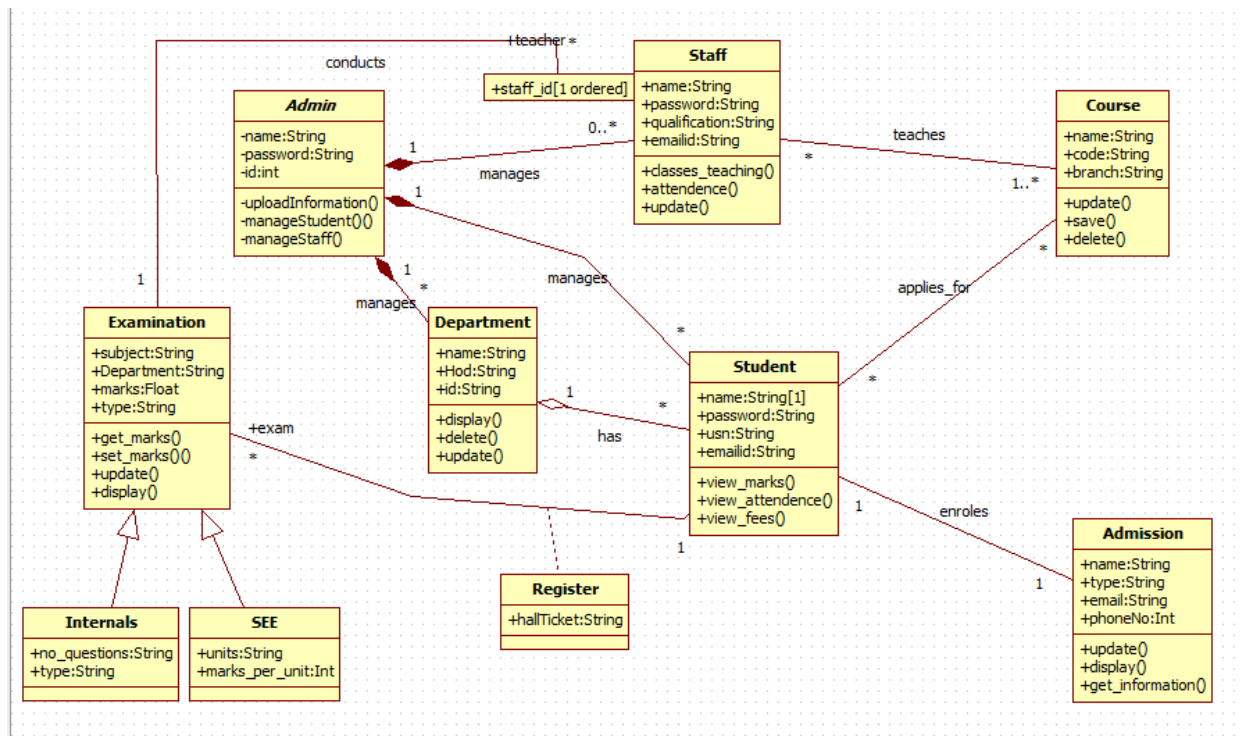 +teacher *
conducts
Staff
+name:String
+password:String
+qualification:String
+emailid:String
+classes_teaching()
+attendence()
+update()
+staff_id[1 ordered]
Admin
-name:String
-password:String
-id:int
-uploadInformation()
-manageStudent()()
-manageStaff()
1
0..*
manages
Course
+name:String
+code:String
+branch:String
+update()
+save()
+delete()
teaches
*
1..*
1
manages
*
1
*
manages
1
Examination
+subject:String
+Department:String
+marks:Float
+type:String
+get_marks()
+set_marks()()
+update()
+display()
Department
+name:String
+Hod:String
+id:String
+display()
+delete()
+update()
1
*
has
Student
+name:String[1]
+password:String
+usn:String
+emailid:String
+view_marks()
+view_attendence()
+view_fees()
*
applies_for
*
+exam
*
1
1
enroles
1
Register
+hallTicket:String
Admission
+name:String
+type:String
+email:String
+phoneNo:Int
+update()
+display()
+get_information()
Internals
+no_questions:String
+type:String
SEE
+units:String
+marks_per_unit:Int